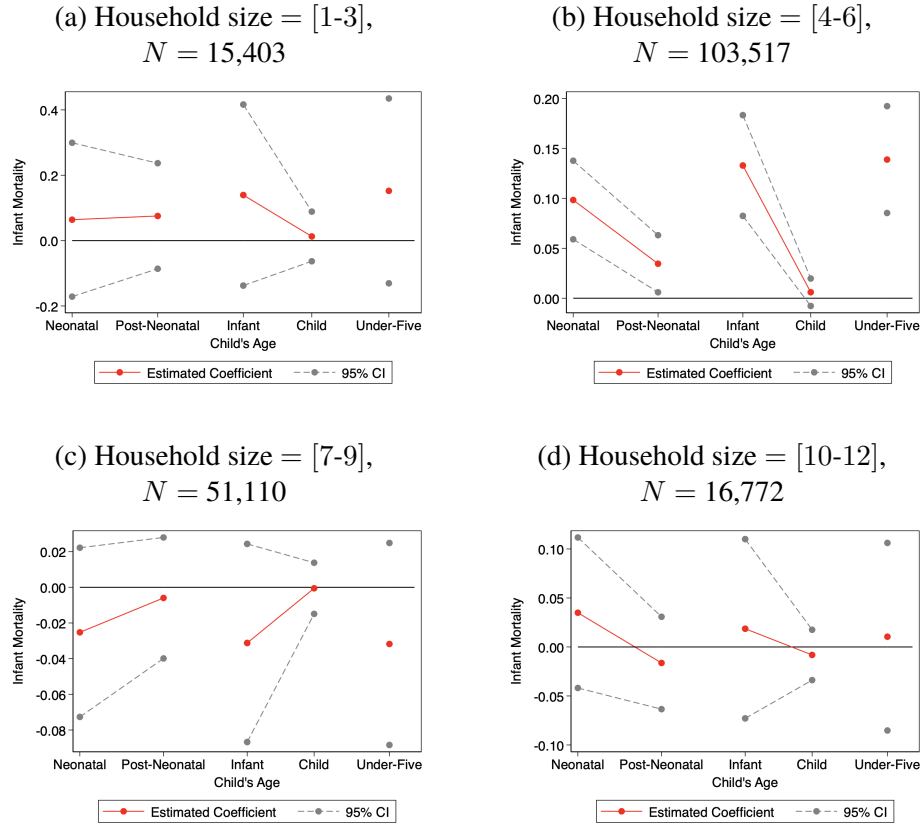 (a) Household size = [1-3],
N = 15,403
Infant Mortality
0.4
0.2
0.0
-0.2
Neonatal Post-Neonatal Infant Child Under-Five
Child's Age
Estimated Coefficient 95% CI
(b) Household size = [4-6],
N = 103,517
Infant Mortality
0.20
0.15
0.10
0.05
0.00
Neonatal Post-Neonatal Infant Child Under-Five
Child's Age
Estimated Coefficient 95% CI
(c) Household size = [7-9],
N = 51,110
Infant Mortality
0.02
0.00
-0.02
-0.04
-0.06
-0.08
Neonatal Post-Neonatal Infant Child Under-Five
Child's Age
Estimated Coefficient 95% CI
(d) Household size = [10-12],
N = 16,772
Infant Mortality
0.10
0.05
0.00
-0.05
-0.10
Neonatal Post-Neonatal Infant Child Under-Five
Child's Age
Estimated Coefficient 95% CI